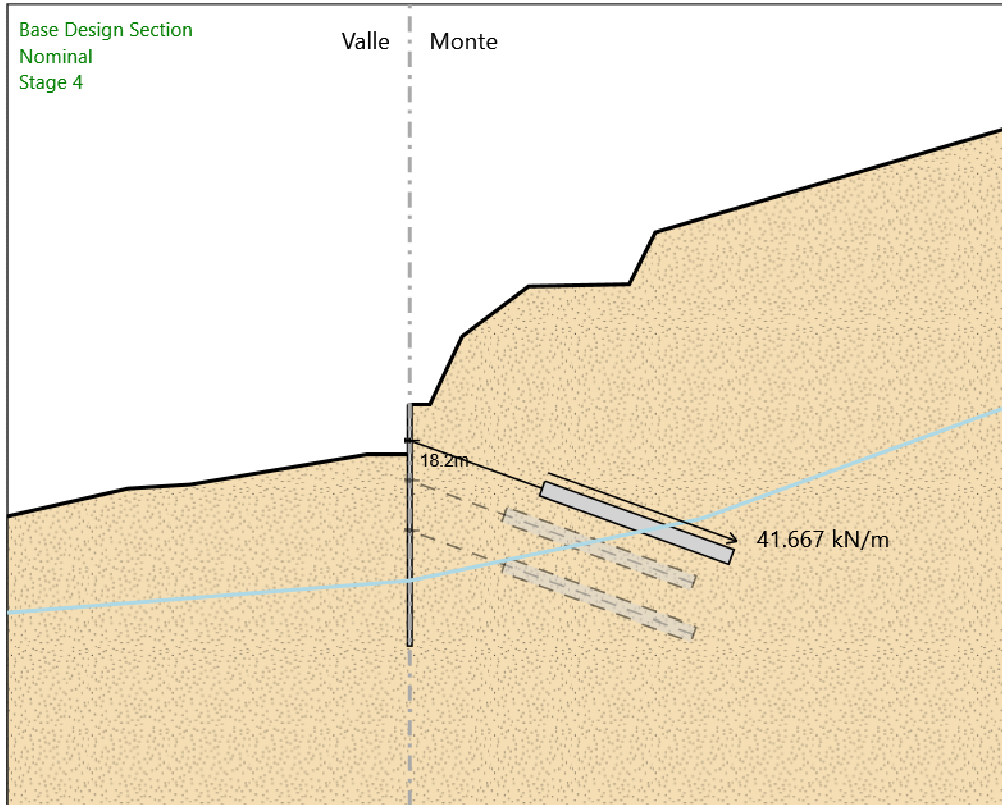 Base Design Section
Nominal
Stage 4
Valle
Monte
18.2m
41.667 kN/m